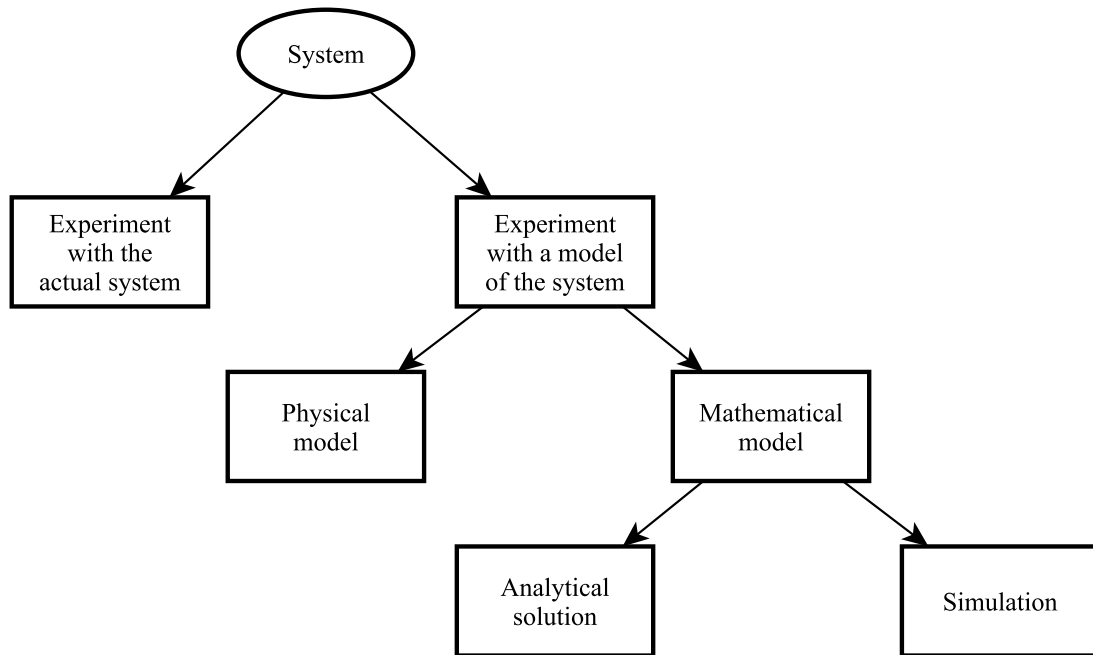 System
Experiment
with the
actual system
Experiment
with a model
of the system
Physical
model
Mathematical
model
Analytical
solution
Simulation